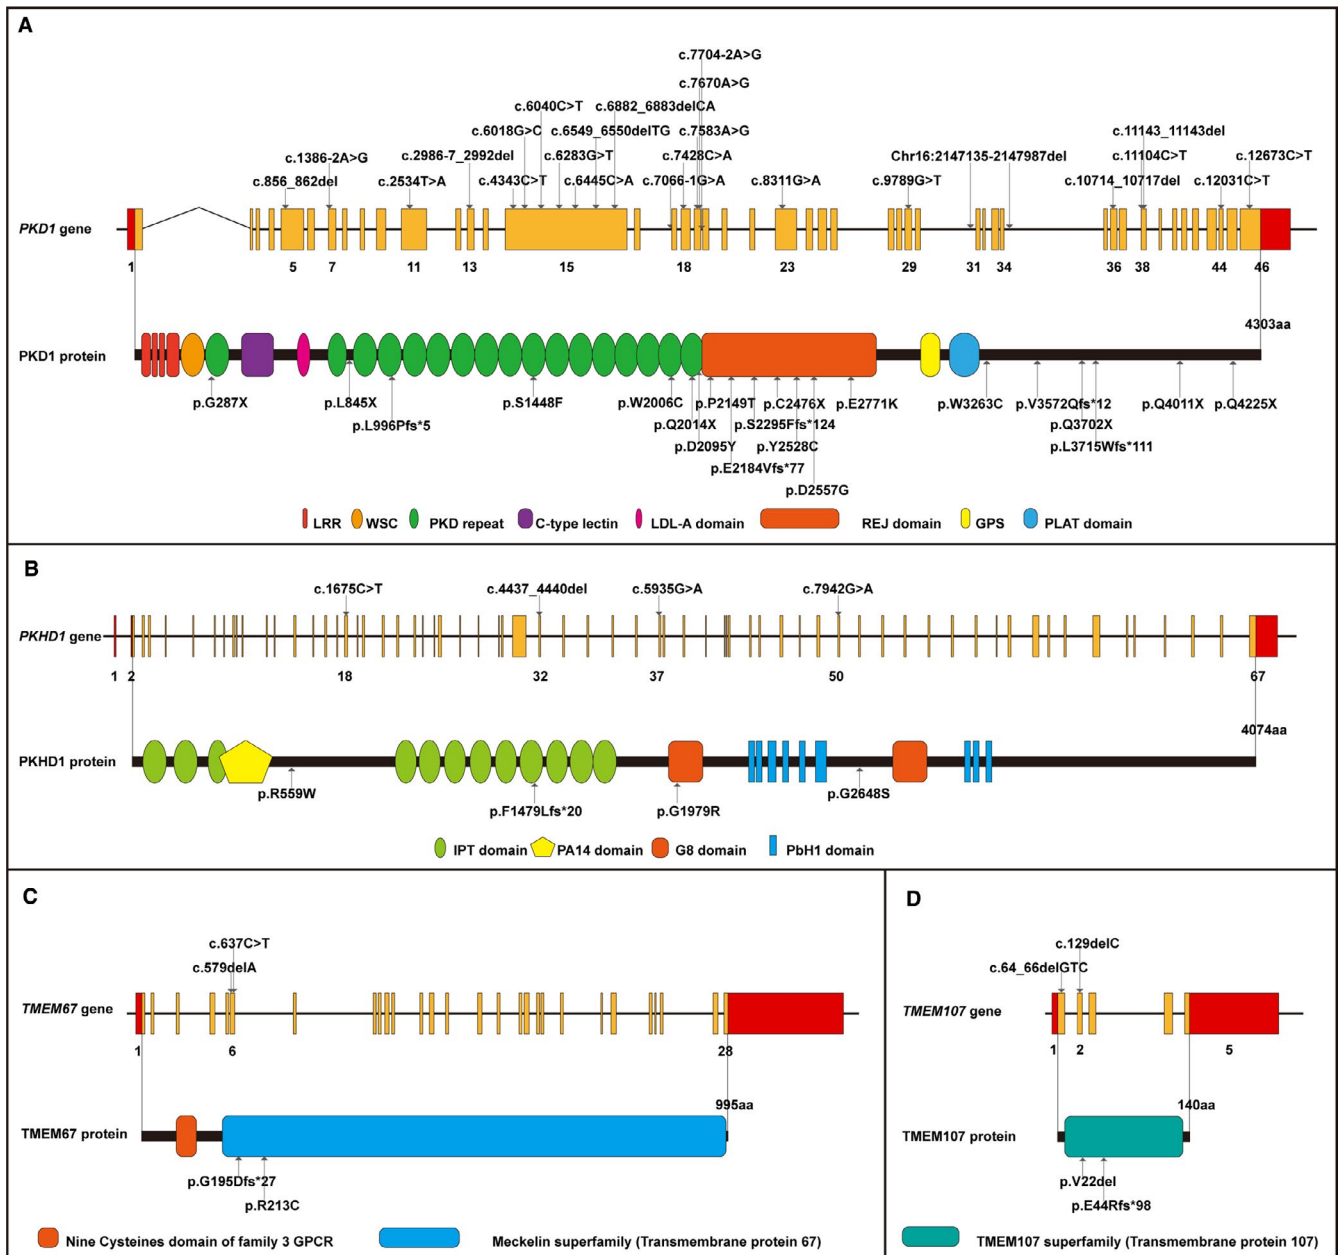 A
c.7704-2A>G
c.7670A>G
c.6040C>T c.6882_6883delCA
c.6018G>C c.6549_6550delTG c.7583A>G c.11143_11143del
c.1386-2A>G c.2986-7_2992del c.6283G>T c.7428C>A Chr16:2147135-2147987del c.11104C>T c.12673C>T
c.856_862del c.2534T>A c.4343C>T c.6445C>A c.7066-1G>A c.8311G>A c.9789G>T c.10714_10717del c.12031C>T
PKD1 gene
1 5 7 11 13 15 18 23 29 31 34 36 38 44 46
4303aa
PKD1 protein
p.G287X p.L845X p.S1448F p.W2006C p.P2149T p.C2476X p.E2771K p.W3263C p.V3572Qfs*12 p.Q4011X p.Q4225X
p.L996Pfs*5 p.Q2014X p.S2295Ffs*124 p.Q3702X
p.D2095Y p.Y2528C p.L3715Wfs*111
p.E2184Vfs*77
p.D2557G
LRR WSC PKD repeat C-type lectin LDL-A domain REJ domain GPS PLAT domain
B
c.1675C>T c.4437_4440del c.5935G>A c.7942G>A
PKHD1 gene
1 2 18 32 37 50 67
4074aa
PKHD1 protein
p.R559W p.G2648S
p.F1479Lfs*20 p.G1979R
IPT domain PA14 domain G8 domain PbH1 domain
C
c.637C>T
c.579delA
TMEM67 gene
1 6 28
995aa
TMEM67 protein
p.G195Dfs*27
p.R213C
Nine Cysteines domain of family 3 GPCR Meckelin superfamily (Transmembrane protein 67)
D
c.129delC
c.64_66delGTC
TMEM107 gene
1 2 5
140aa
TMEM107 protein
p.V22del
p.E44Rfs*98
TMEM107 superfamily (Transmembrane protein 107)